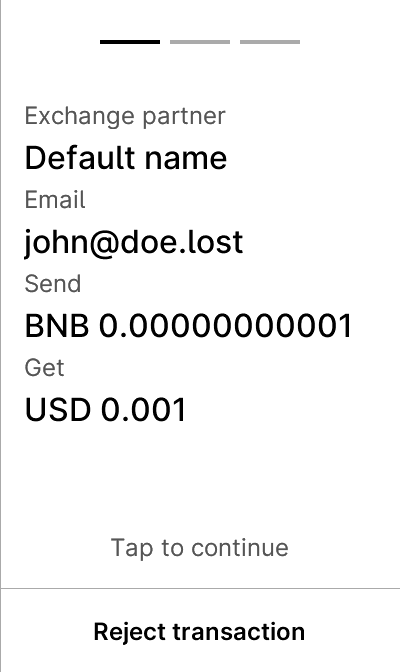 Exchange partner
Default name
Email
john@doe.lost
Send
BNB 0.00000000001
Get
USD 0.001
Tap to continue
Reject transaction